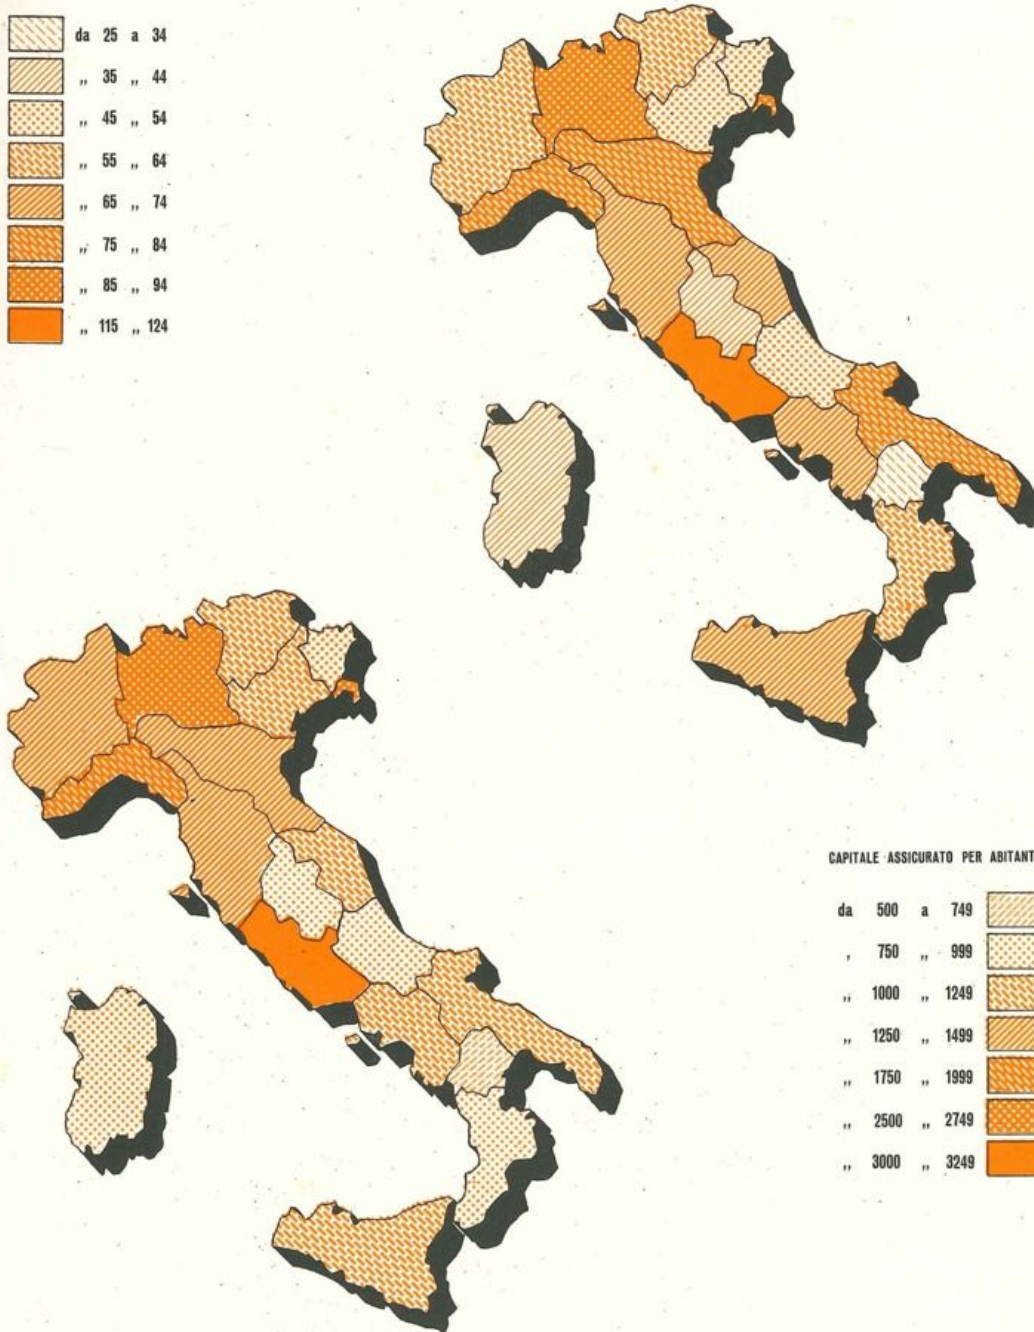 da 25 a 34
„ 35 „ 44
„ 45 „ 54
„ 55 „ 64
„ 65 „ 74
„ 75 „ 84
„ 85 „ 94
„ 115 „ 124
CAPITALE ASSICURATO PER ABITANT
da 500 a 749
, 750 „ 999
„ 1000 „ 1249
„ 1250 „ 1499
„ 1750 „ 1999
„ 2500 „ 2749
„ 3000 „ 3249